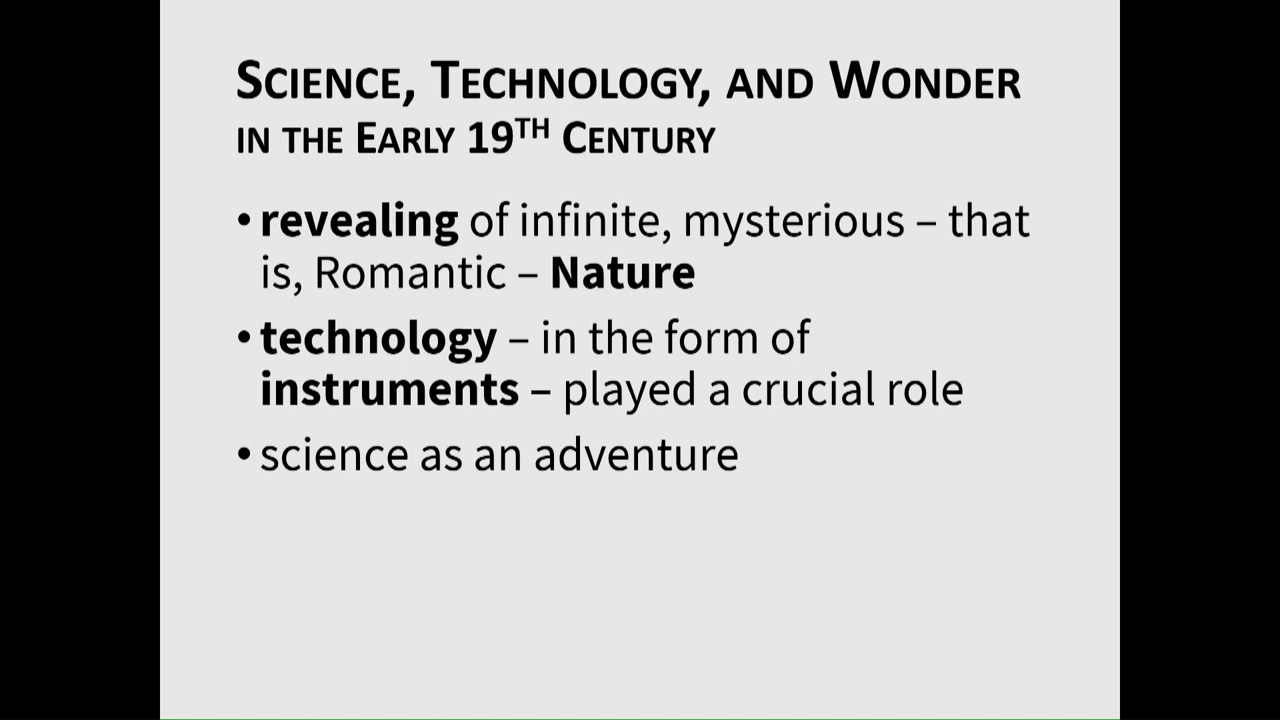 Science, Technology, and Wonder
in the Early 19th Century
• revealing of infinite, mysterious – that
is, Romantic – Nature
• technology – in the form of
instruments – played a crucial role
• science as an adventure